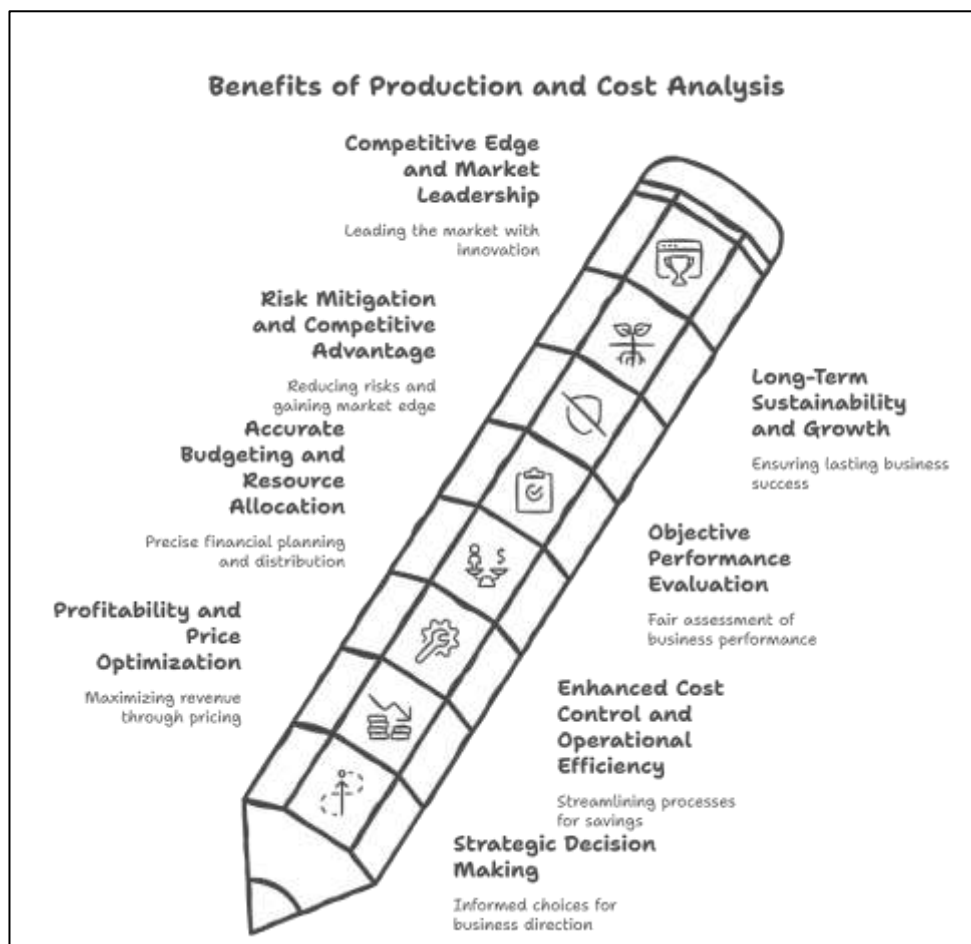 Benefits of Production and Cost Analysis
Competitive Edge
and Market
Leadership
Leading the market with
innovation
Risk Mitigation
and Competitive
Advantage
Reducing risks and
gaining market edge
Long-Term
Sustainability
and Growth
Ensuring lasting business
success
Accurate
Budgeting and
Resource
Allocation
Precise financial planning
and distribution
Objective
Performance
Evaluation
Fair assessment of
business performance
Profitability and
Price
Optimization
Maximizing revenue
through pricing
Enhanced Cost
Control and
Operational
Efficiency
Streamlining processes
for savings
Strategic Decision
Making
Informed choices for
business direction
$